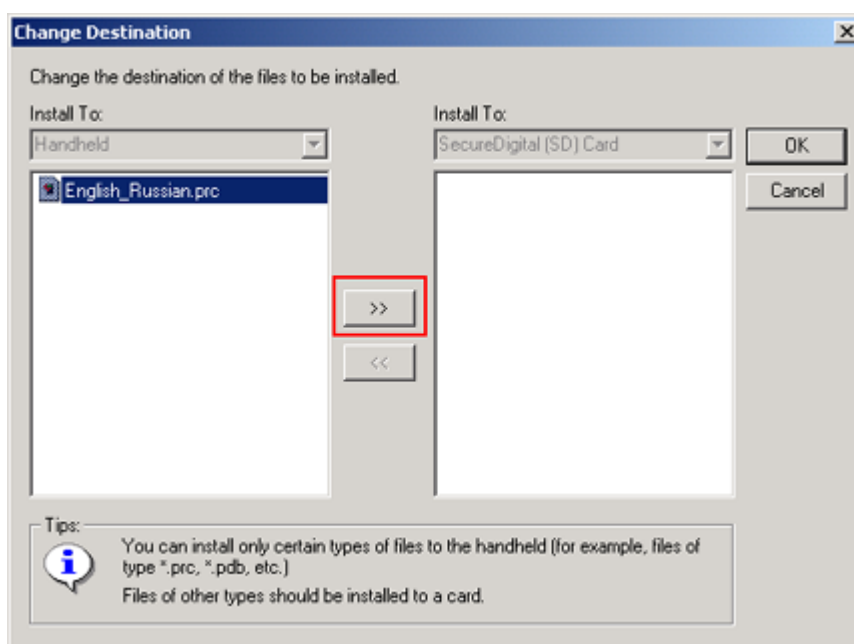 Change Destination
Change the destination of the files to be installed.
Install To:
Handheld
English_Russian.prc
>>
<<
Install To:
SecureDigital (SD) Card
OK
Cancel
Tips:
You can install only certain types of files to the handheld (for example, files of
type *.prc, *.pdb, etc.)
Files of other types should be installed to a card.